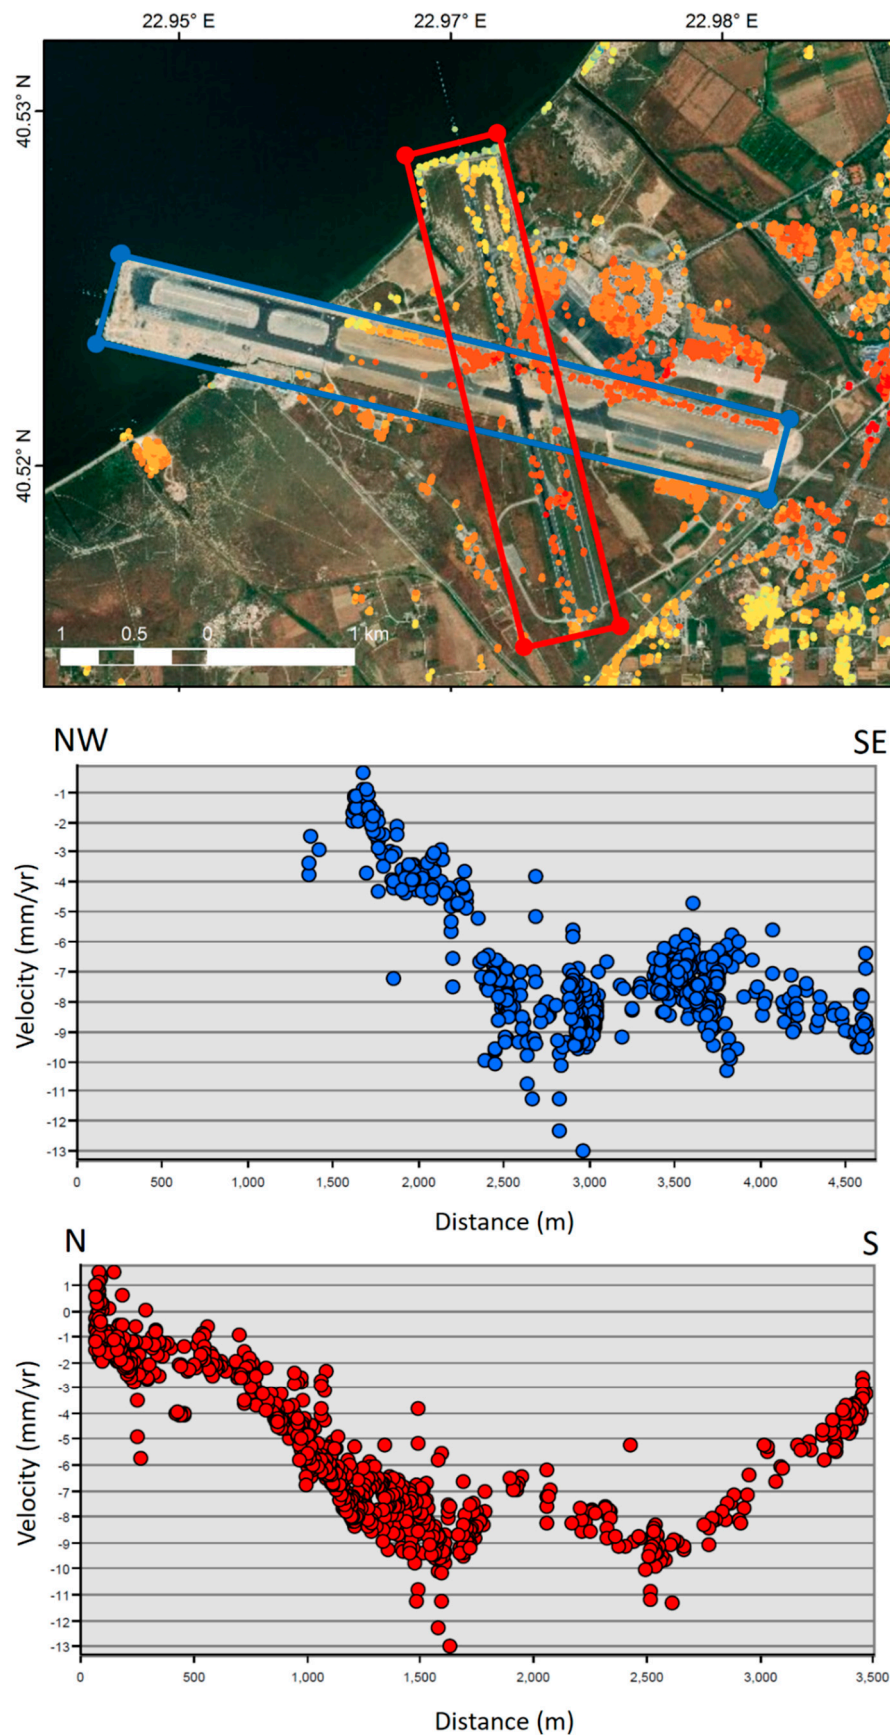 22.95° E 22.97° E 22.98° E
40.53° N
40.52° N
1 0.5 0 1 km
NW SE
-1
-2
-3
-4
-5
-6
-7
-8
-9
-10
-11
-12
-13
Velocity (mm/yr)
0 500 1,000 1,500 2,000 2,500 3,000 3,500 4,000 4,500
Distance (m)
N S
1
0
-1
-2
-3
-4
-5
-6
-7
-8
-9
-10
-11
-12
-13
Velocity (mm/yr)
0 500 1,000 1,500 2,000 2,500 3,000 3,500
Distance (m)